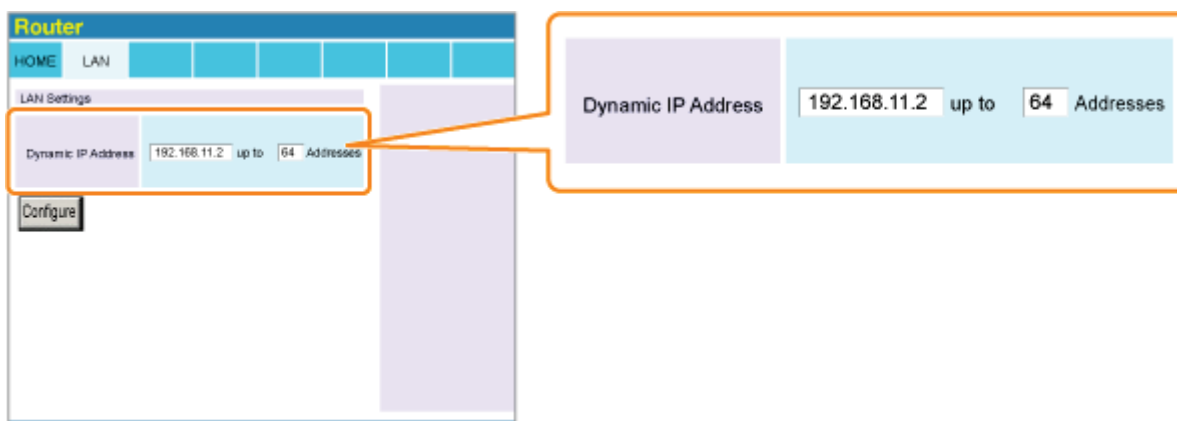 Router
HOME LAN
LAN Settings
Dynamic IP Address 192.168.11.2 up to 64 Addresses
Configure
Dynamic IP Address 192.168.11.2 up to 64 Addresses